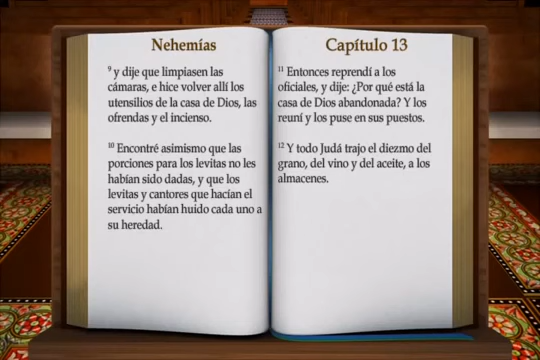 Nehemías
9 y dije que limpiasen las
cámaras, e hice volver allí los
utensilios de la casa de Dios, las
ofrendas y el incienso.
10 Encontré asimismo que las
porciones para los levitas no les
habían sido dadas, y que los
levitas y cantores que hacían el
servicio habían huido cada uno a
su heredad.
Capítulo 13
11 Entonces reprendí a los
oficiales, y dije: ¿Por qué está la
casa de Dios abandonada? Y los
reuní y los puse en sus puestos.
12 Y todo Judá trajo el diezmo del
grano, del vino y del aceite, a los
almacenes.